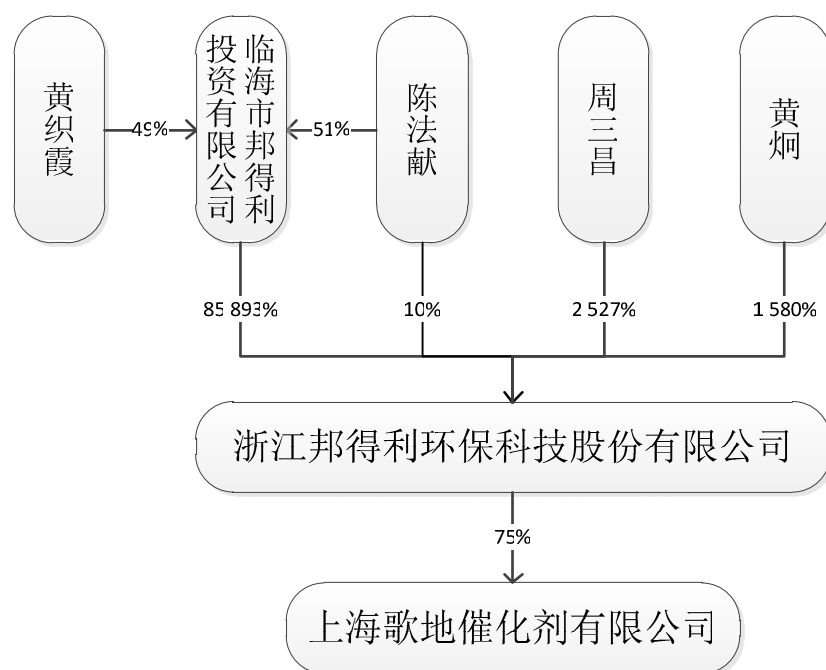 黄织霞
临海市邦得利
投资有限公司
陈法献
周三昌
黄炯
49%
51%
85 893%
10%
2 527%
1 580%
浙江邦得利环保科技股份有限公司
75%
上海歌地催化剂有限公司